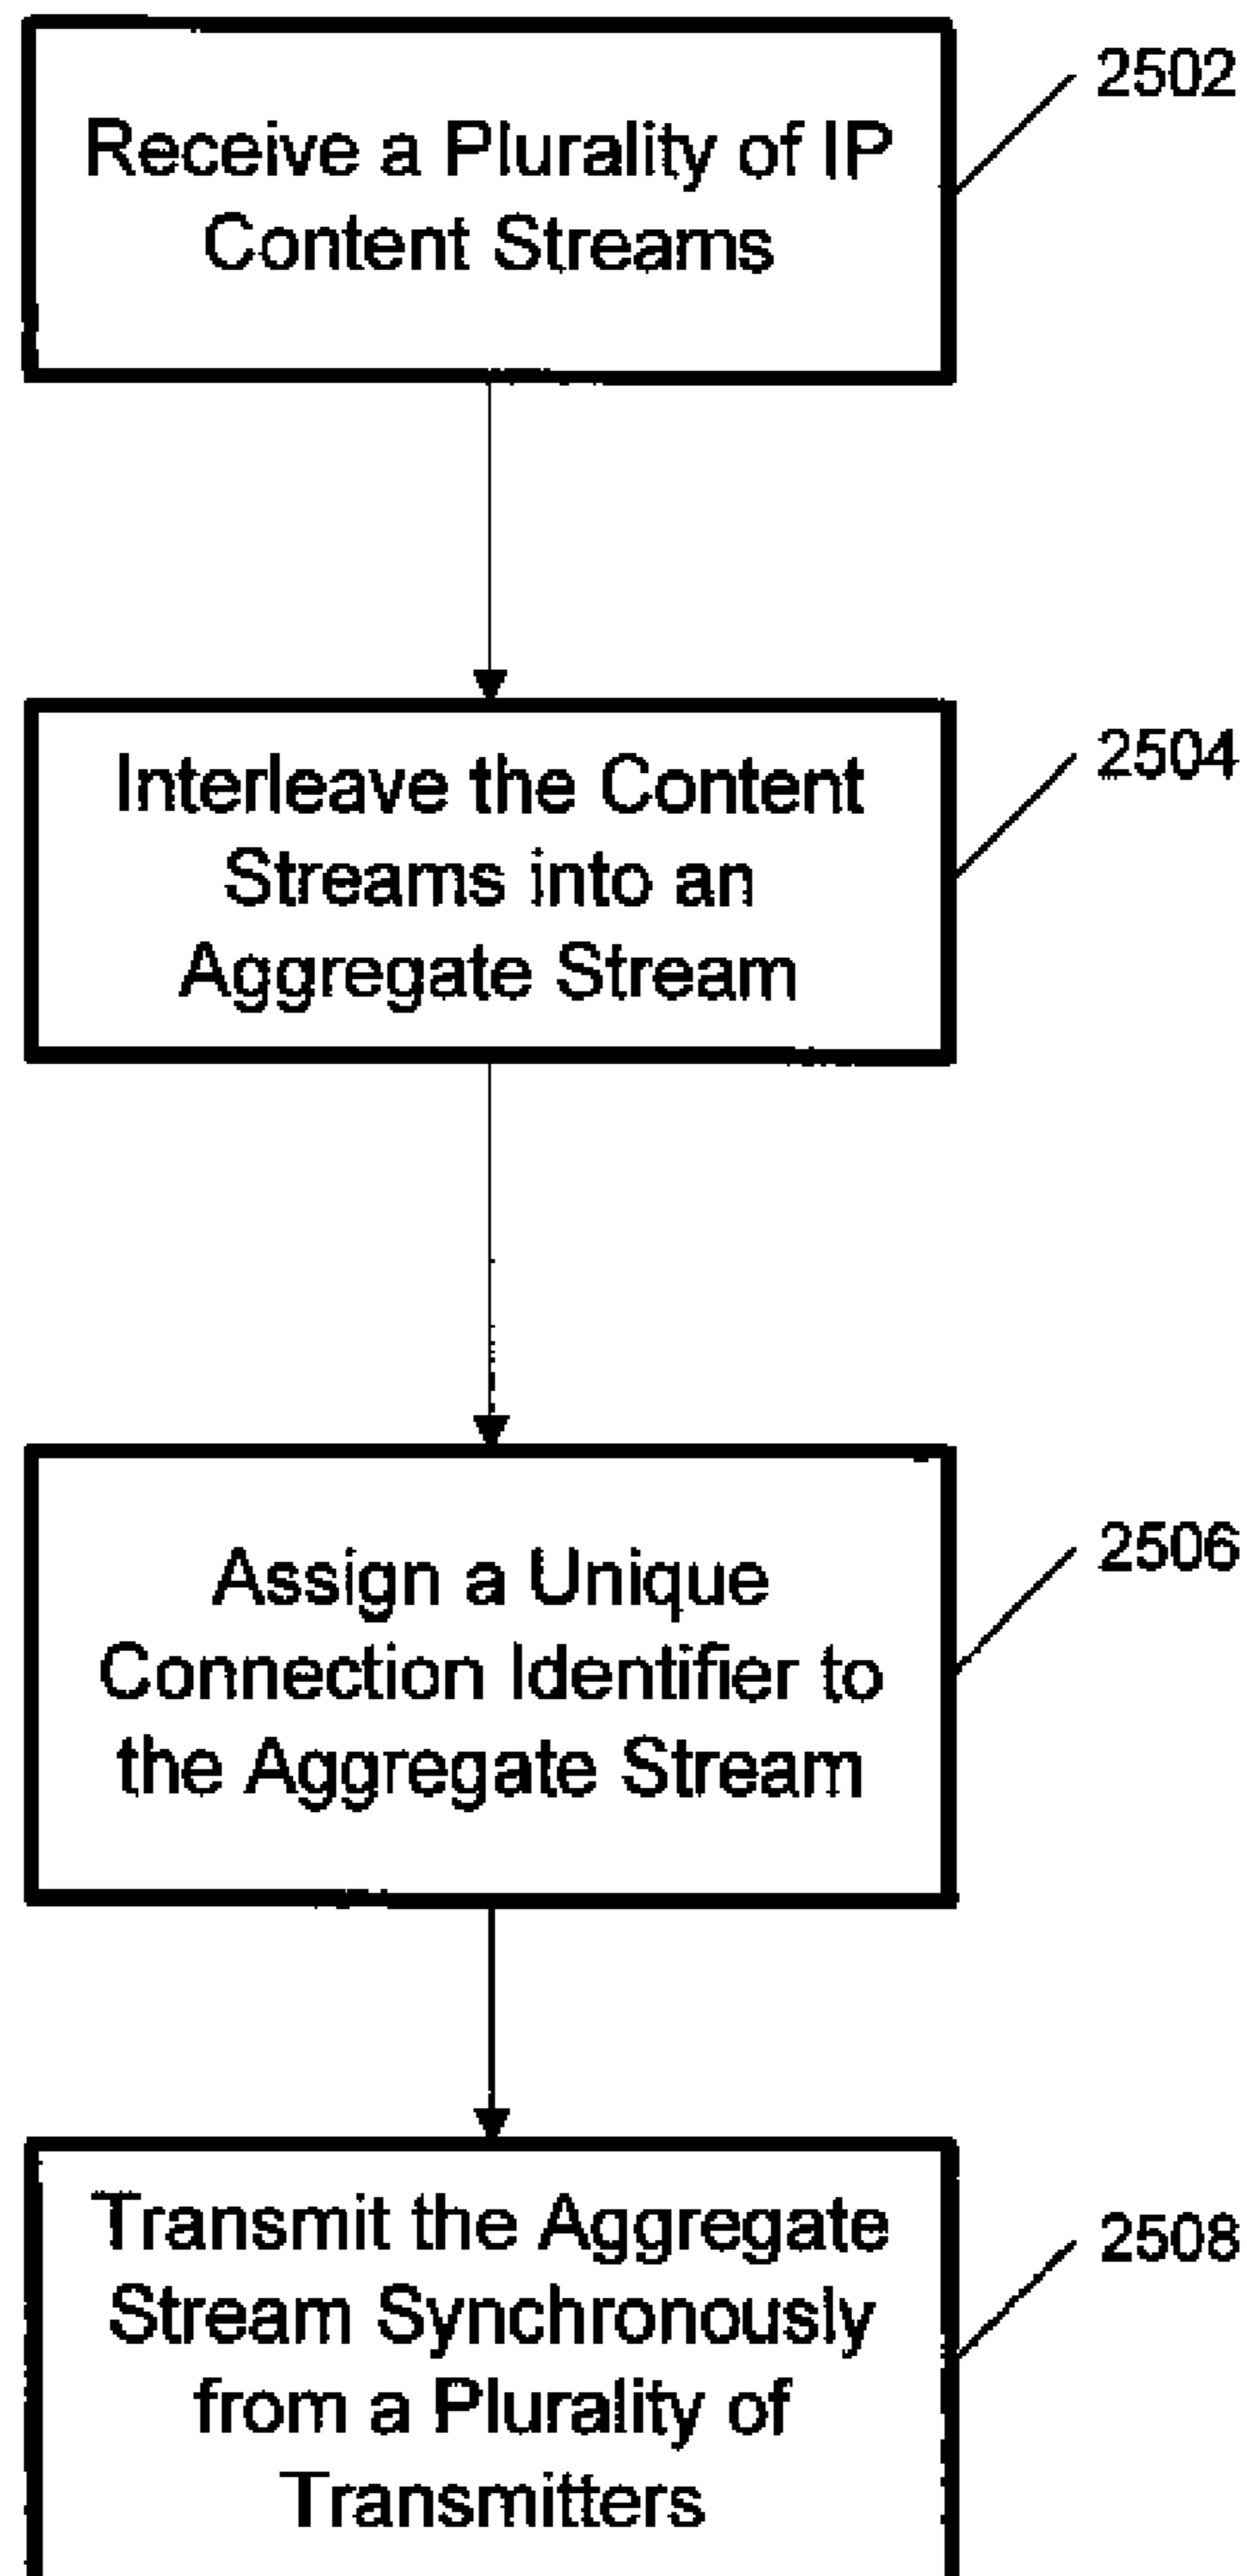 Receive a Plurality of IP
Content Streams
2502
Interleave the Content
Streams into an
Aggregate Stream
2504
Assign a Unique
Connection Identifier to
the Aggregate Stream
2506
Transmit the Aggregate
Stream Synchronously
from a Plurality of
Transmitters
2508